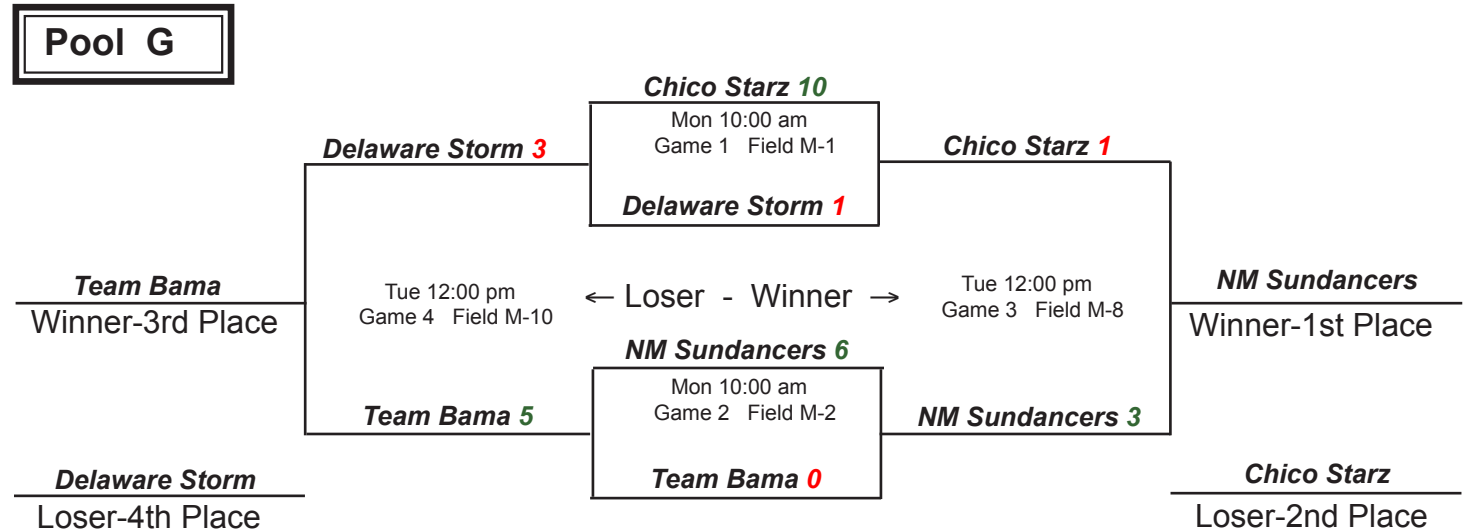 Pool G
Chico Starz 10
Mon 10:00 am
Game 1 Field M-1
Delaware Storm 3
Chico Starz 1
Delaware Storm 1
Team Bama
Winner-3rd Place
Tue 12:00 pm
Game 4 Field M-10
← Loser - Winner →
Tue 12:00 pm
Game 3 Field M-8
NM Sundancers
Winner-1st Place
NM Sundancers 6
Mon 10:00 am
Game 2 Field M-2
Team Bama 5
NM Sundancers 3
Team Bama 0
Delaware Storm
Loser-4th Place
Chico Starz
Loser-2nd Place